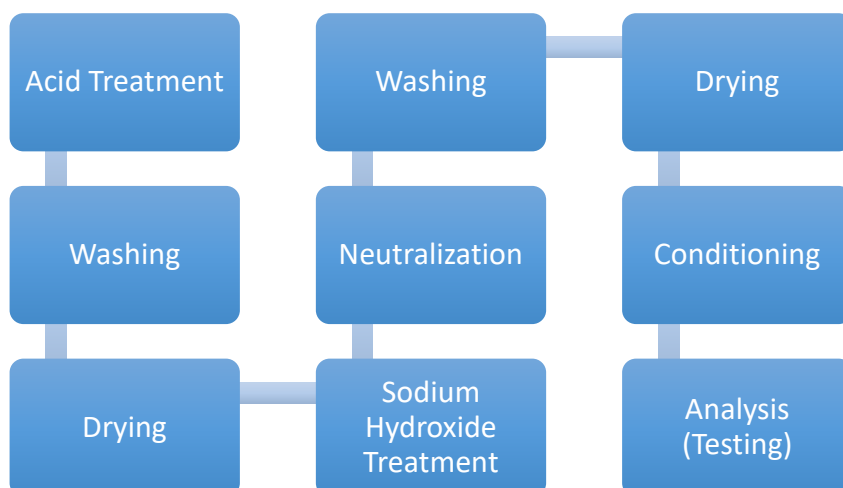 Acid Treatment
Washing
Drying
Sodium
Hydroxide
Treatment
Neutralization
Washing
Drying
Conditioning
Analysis
(Testing)